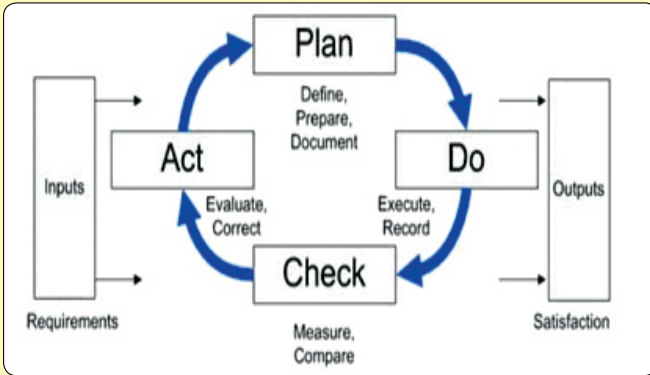 Plan
Define,
Prepare,
Document
Act
Do
Inputs
Outputs
Evaluate,
Correct
Execute,
Record
Check
Requirements
Satisfaction
Measure,
Compare